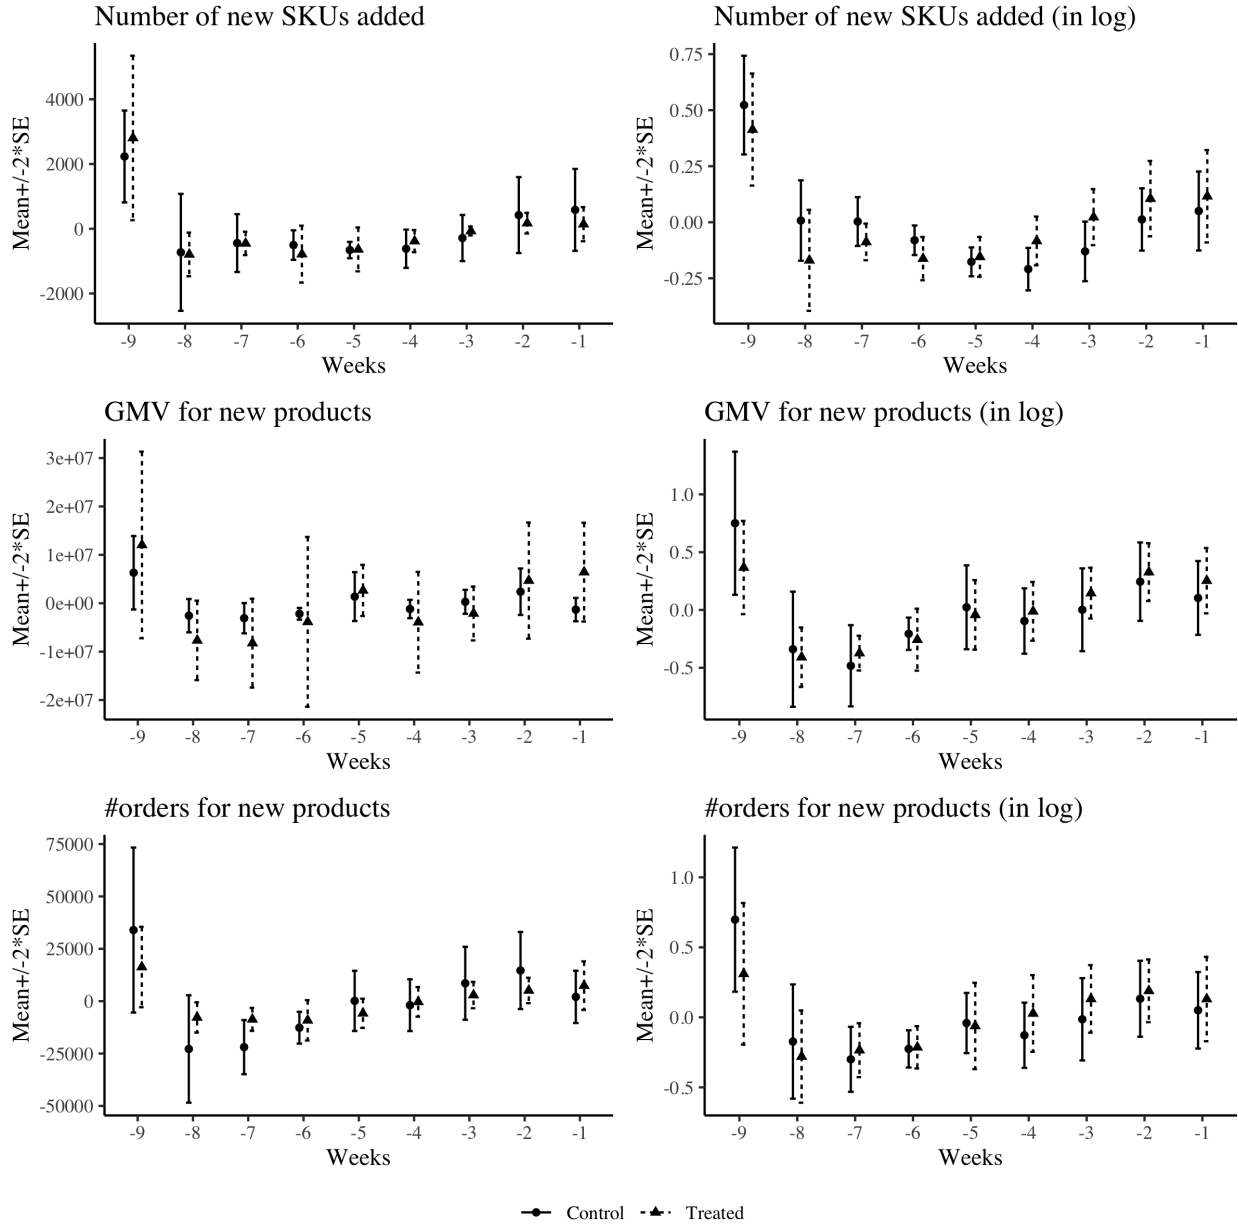 Number of new SKUs added
Mean+/-2*SE
4000
2000
0
-2000
-9 -8 -7 -6 -5 -4 -3 -2 -1
Weeks
Number of new SKUs added (in log)
Mean+/-2*SE
0.75
0.50
0.25
0.00
-0.25
-9 -8 -7 -6 -5 -4 -3 -2 -1
Weeks
GMV for new products
Mean+/-2*SE
3e+07
2e+07
1e+07
0e+00
-1e+07
-2e+07
-9 -8 -7 -6 -5 -4 -3 -2 -1
Weeks
GMV for new products (in log)
Mean+/-2*SE
1.0
0.5
0.0
-0.5
-9 -8 -7 -6 -5 -4 -3 -2 -1
Weeks
#orders for new products
Mean+/-2*SE
75000
50000
25000
0
-25000
-50000
-9 -8 -7 -6 -5 -4 -3 -2 -1
Weeks
#orders for new products (in log)
Mean+/-2*SE
1.0
0.5
0.0
-0.5
-9 -8 -7 -6 -5 -4 -3 -2 -1
Weeks
Control Treated